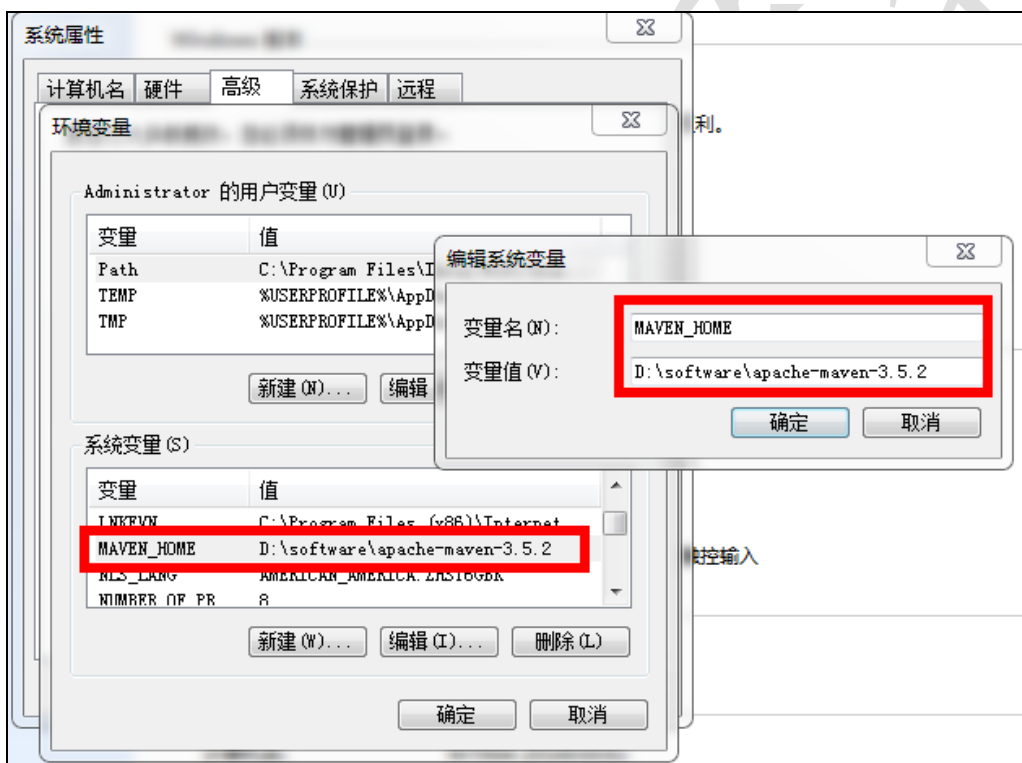 系统属性
计算机名 硬件 高级 系统保护 远程
环境变量
利。
Administrator 的用户变量(U)
变量 值
Path C:\Program Files\I
TEMP %USERPROFILE%\AppD
TMP %USERPROFILE%\AppD
新建(N)... 编辑
编辑系统变量
变量名(N): MAVEN_HOME
变量值(V): D:\software\apache-maven-3.5.2
确定 取消
系统变量(S)
变量 值
C:\Program Files (x86)\Internet
MAVEN_HOME D:\software\apache-maven-3.5.2
NLS_LANG AMERICAN_AMERICA.ZHS16GBK
NUMBER_OF_PR 8
新建(W)... 编辑(I)... 删除(L)
控输入
确定 取消